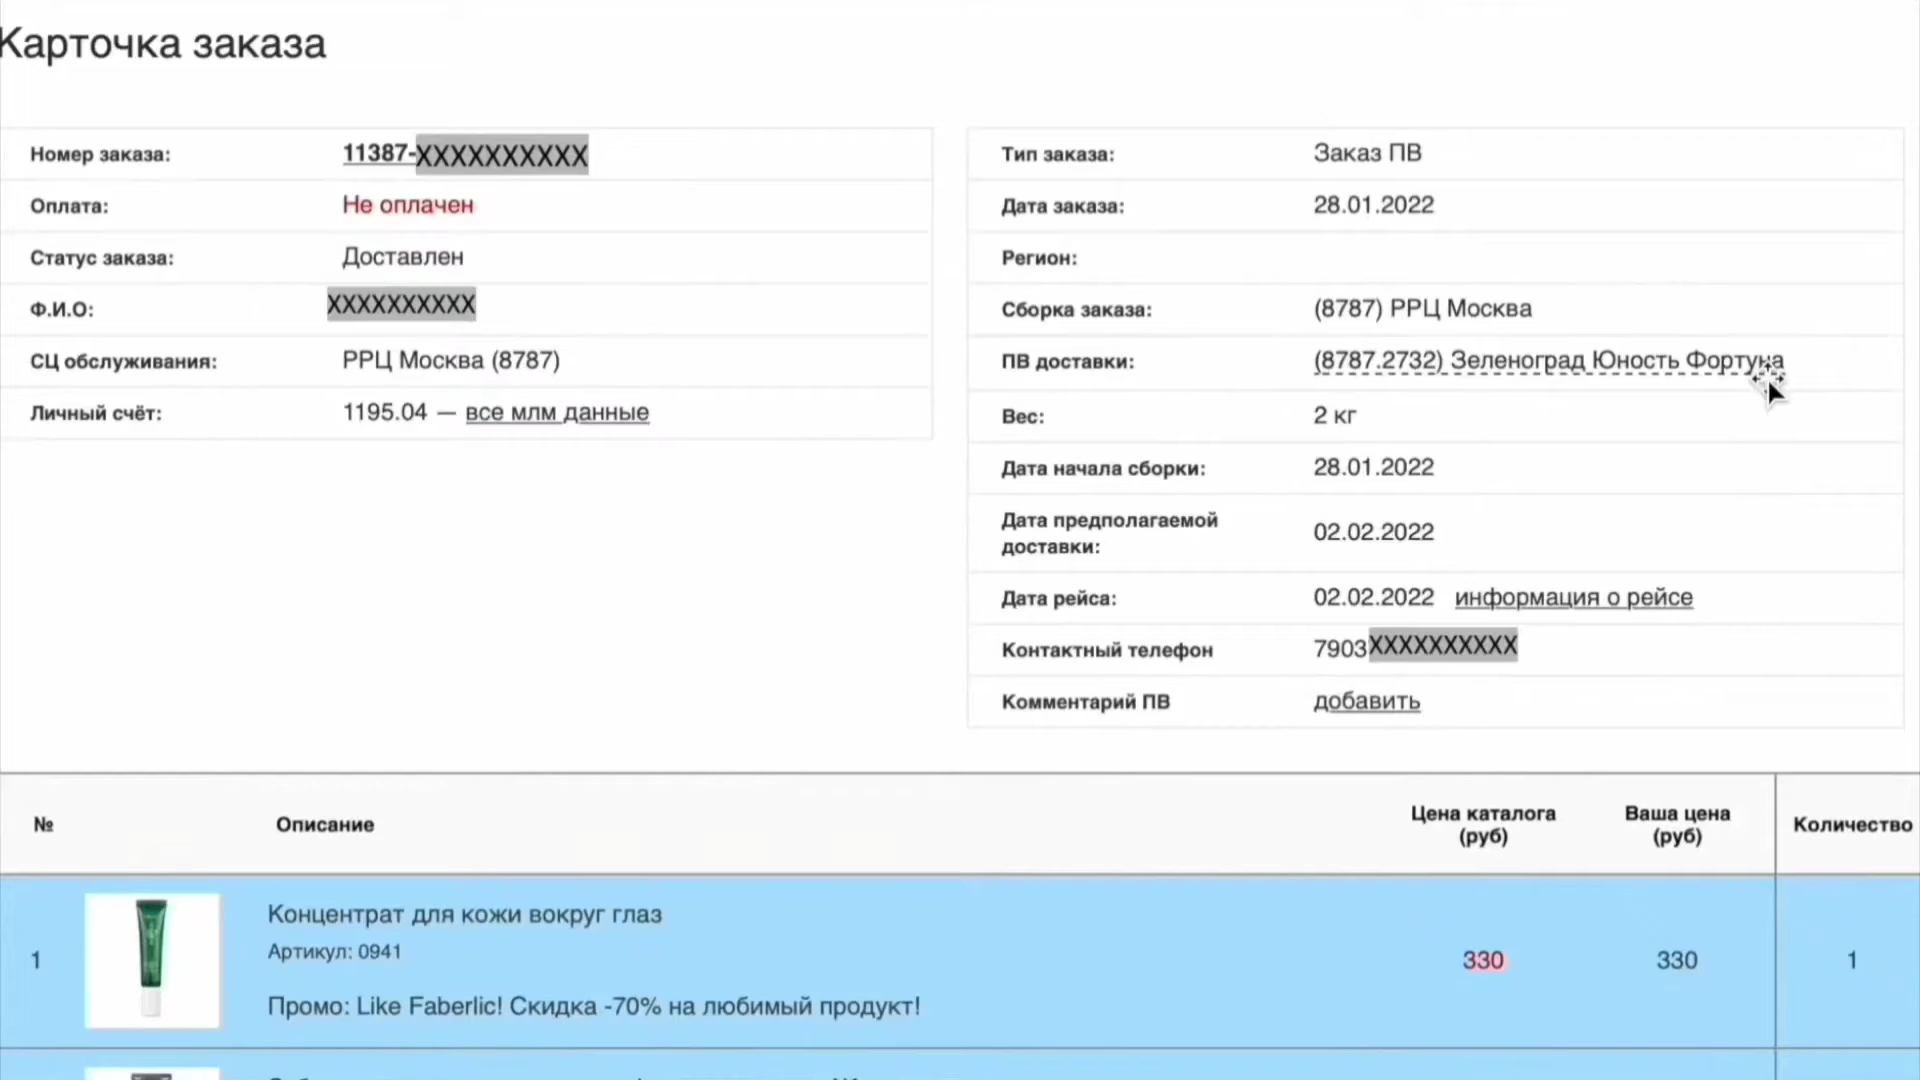 Карточка заказа
Номер заказа: 11387-XXXXXXXXXX
Оплата: Не оплачен
Статус заказа: Доставлен
Ф.И.О: XXXXXXXXXX
СЦ обслуживания: РРЦ Москва (8787)
Личный счёт: 1195.04 — все млм данные
Тип заказа: Заказ ПВ
Дата заказа: 28.01.2022
Регион:
Сборка заказа: (8787) РРЦ Москва
ПВ доставки: (8787.2732) Зеленоград Юность Фортуна
Вес: 2 кг
Дата начала сборки: 28.01.2022
Дата предполагаемой
доставки: 02.02.2022
Дата рейса: 02.02.2022 информация о рейсе
Контактный телефон 7903XXXXXXXXXX
Комментарий ПВ добавить
№ Описание Цена каталога (руб) Ваша цена (руб) Количество
Концентрат для кожи вокруг глаз
Артикул: 0941
1 330 330 1
Промо: Like Faberlic! Скидка -70% на любимый продукт!